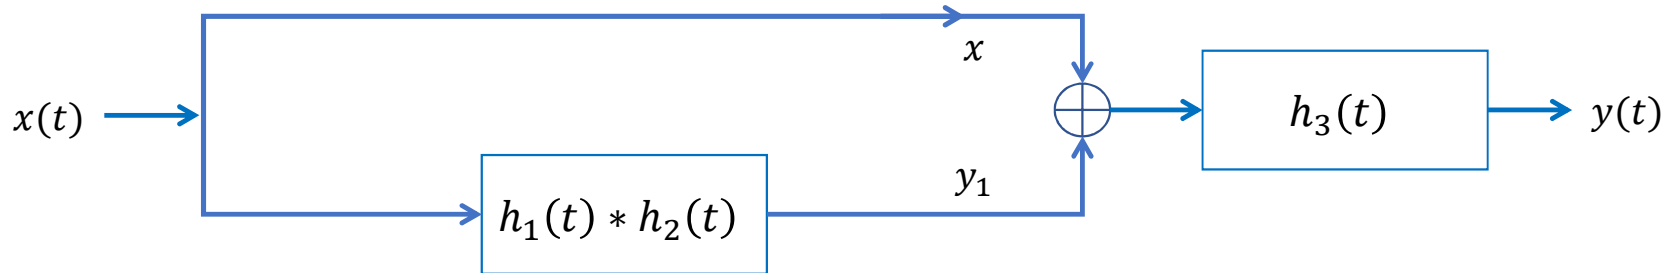 x
x(t)
h₃(t)
y(t)
y₁
h₁(t) ∗ h₂(t)